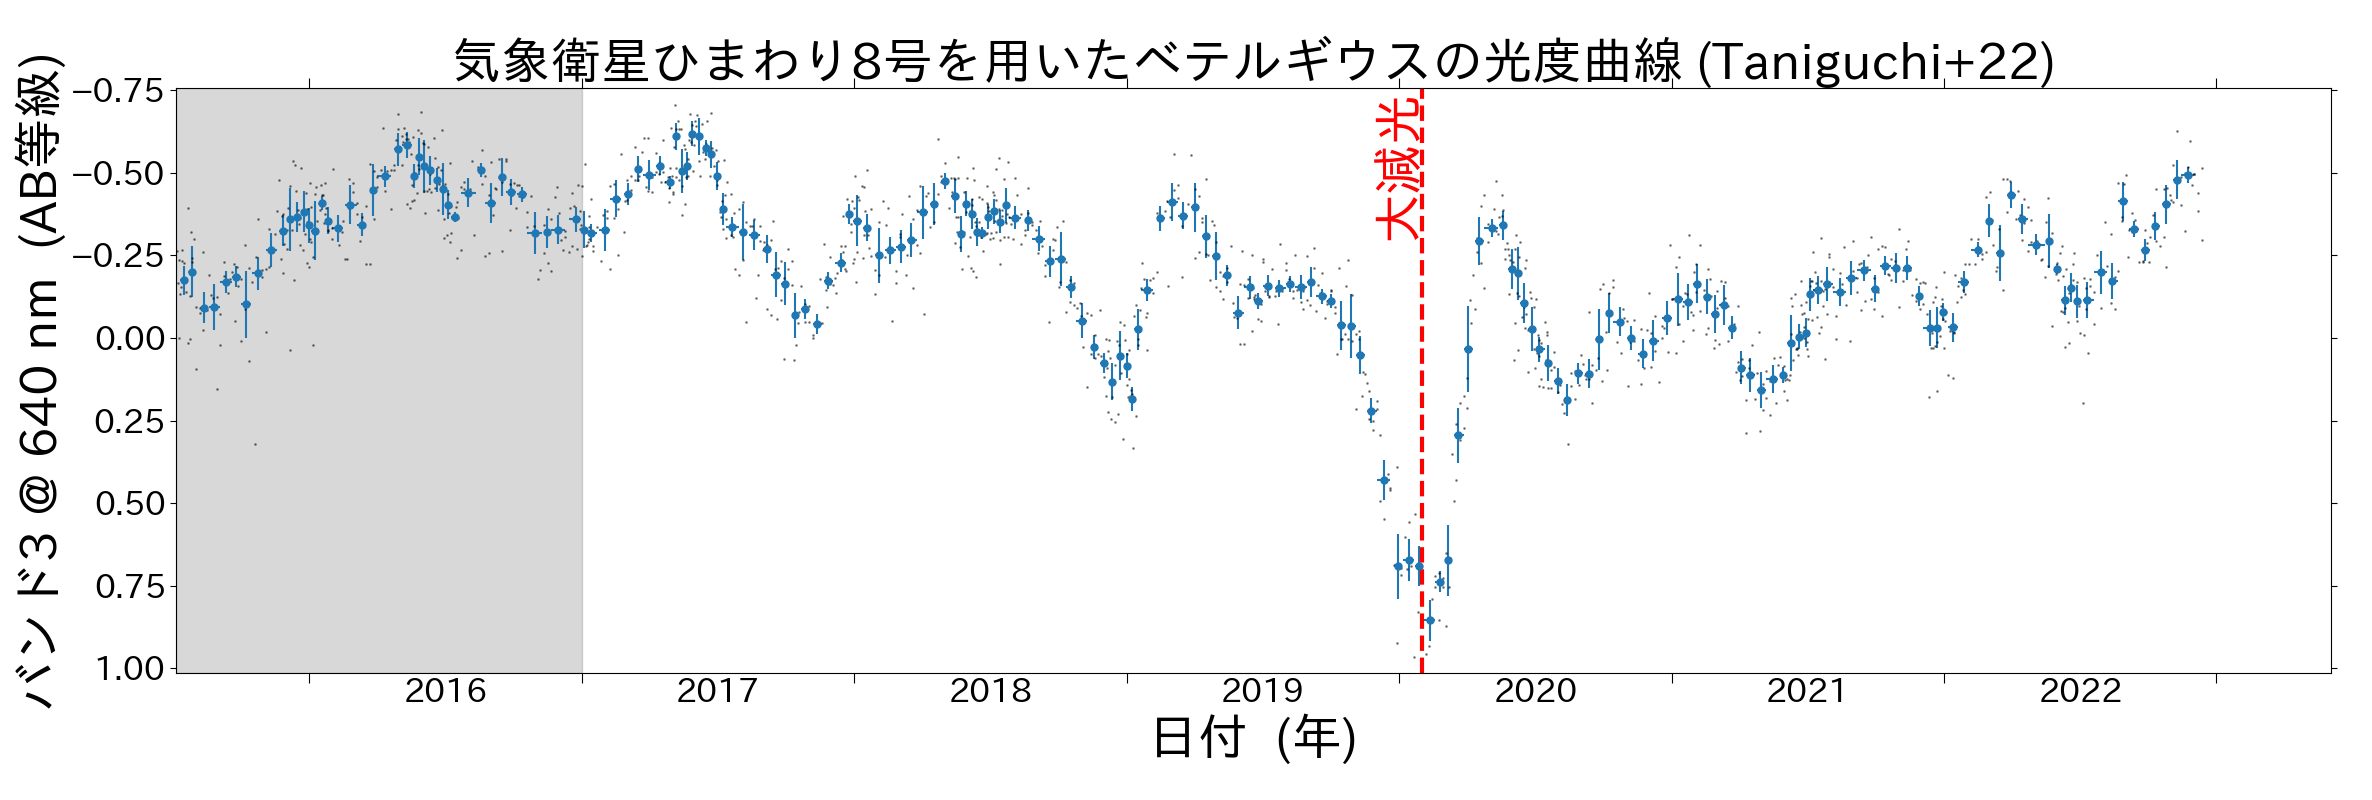 気象衛星ひまわり8号を用いたベテルギウスの光度曲線 (Taniguchi+22)
バンド3 @ 640 nm (AB等級)
−0.75
−0.50
−0.25
0.00
0.25
0.50
0.75
1.00
大減光
2016 2017 2018 2019 2020 2021 2022
日付 (年)